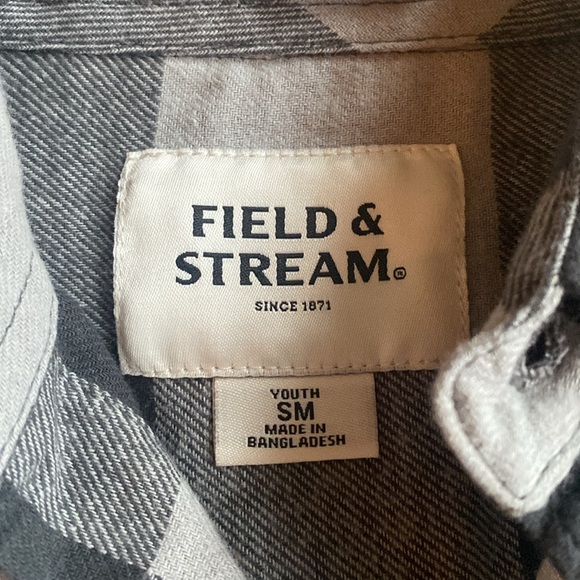 FIELD &
STREAM®
SINCE 1871
YOUTH
SM
MADE IN
BANGLADESH